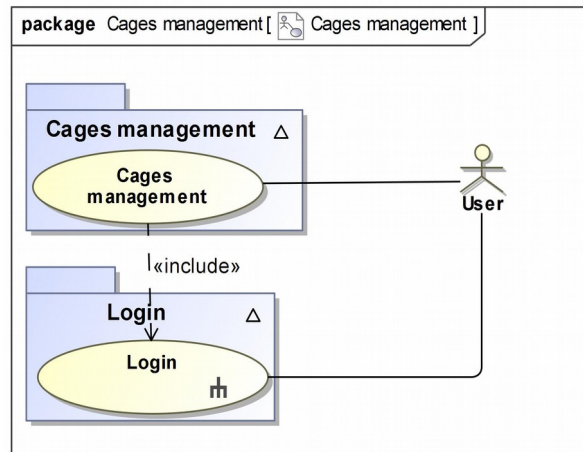 package Cages management [ Cages management ]
Cages management
Cages
management
User
«include»
Login
Login